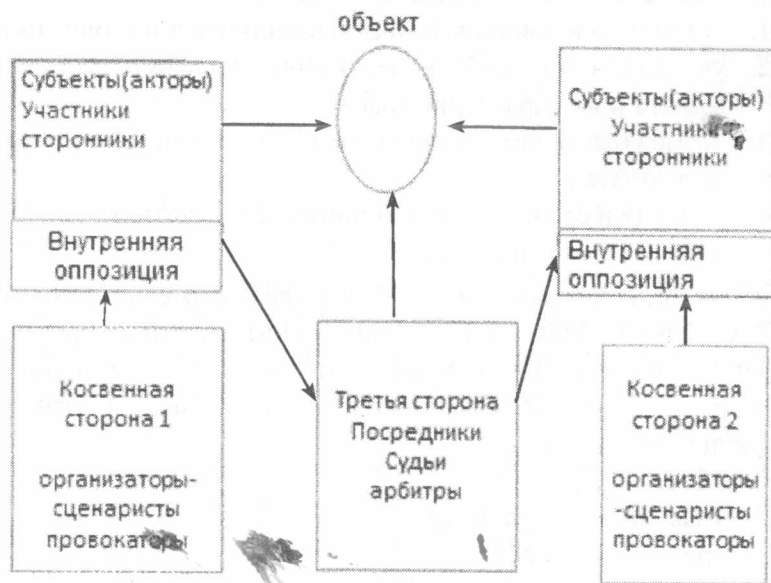 объект
Субъекты(акторы)
Участники
сторонники
Внутренняя
оппозиция
Косвенная
сторона 1
организаторы-
сценаристы
провокаторы
Третья сторона
Посредники
Судьи
арбитры
Субъекты(акторы)
Участники
сторонники
Внутренняя
оппозиция
Косвенная
сторона 2
организаторы
-сценаристы
провокаторы